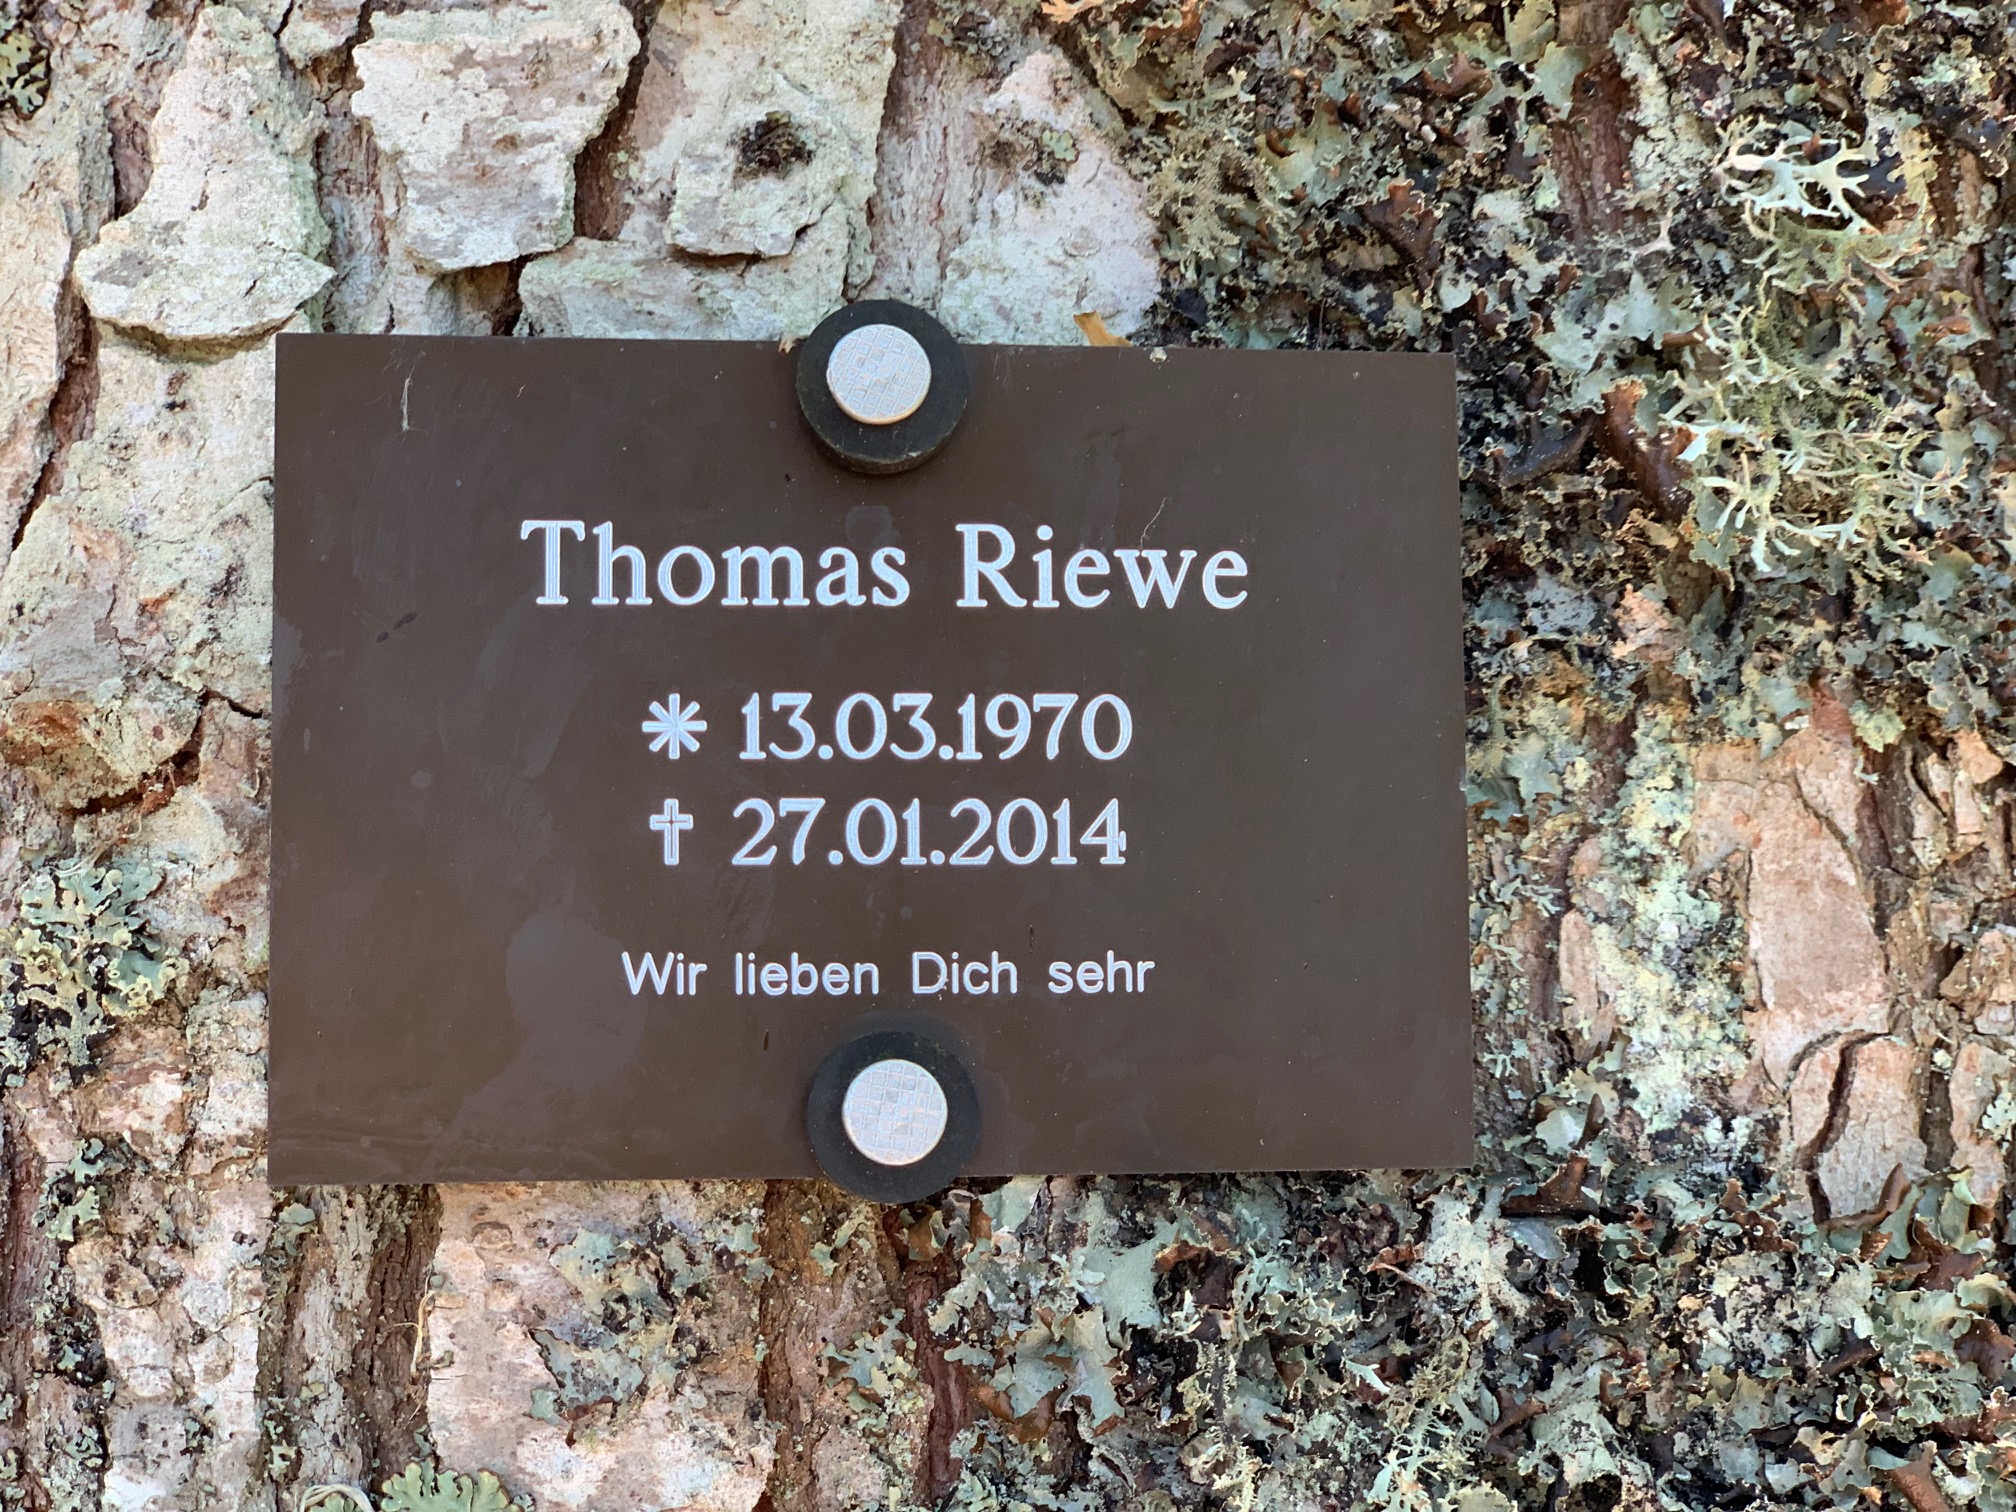 Thomas Riewe
* 13.03.1970
† 27.01.2014
Wir lieben Dich sehr